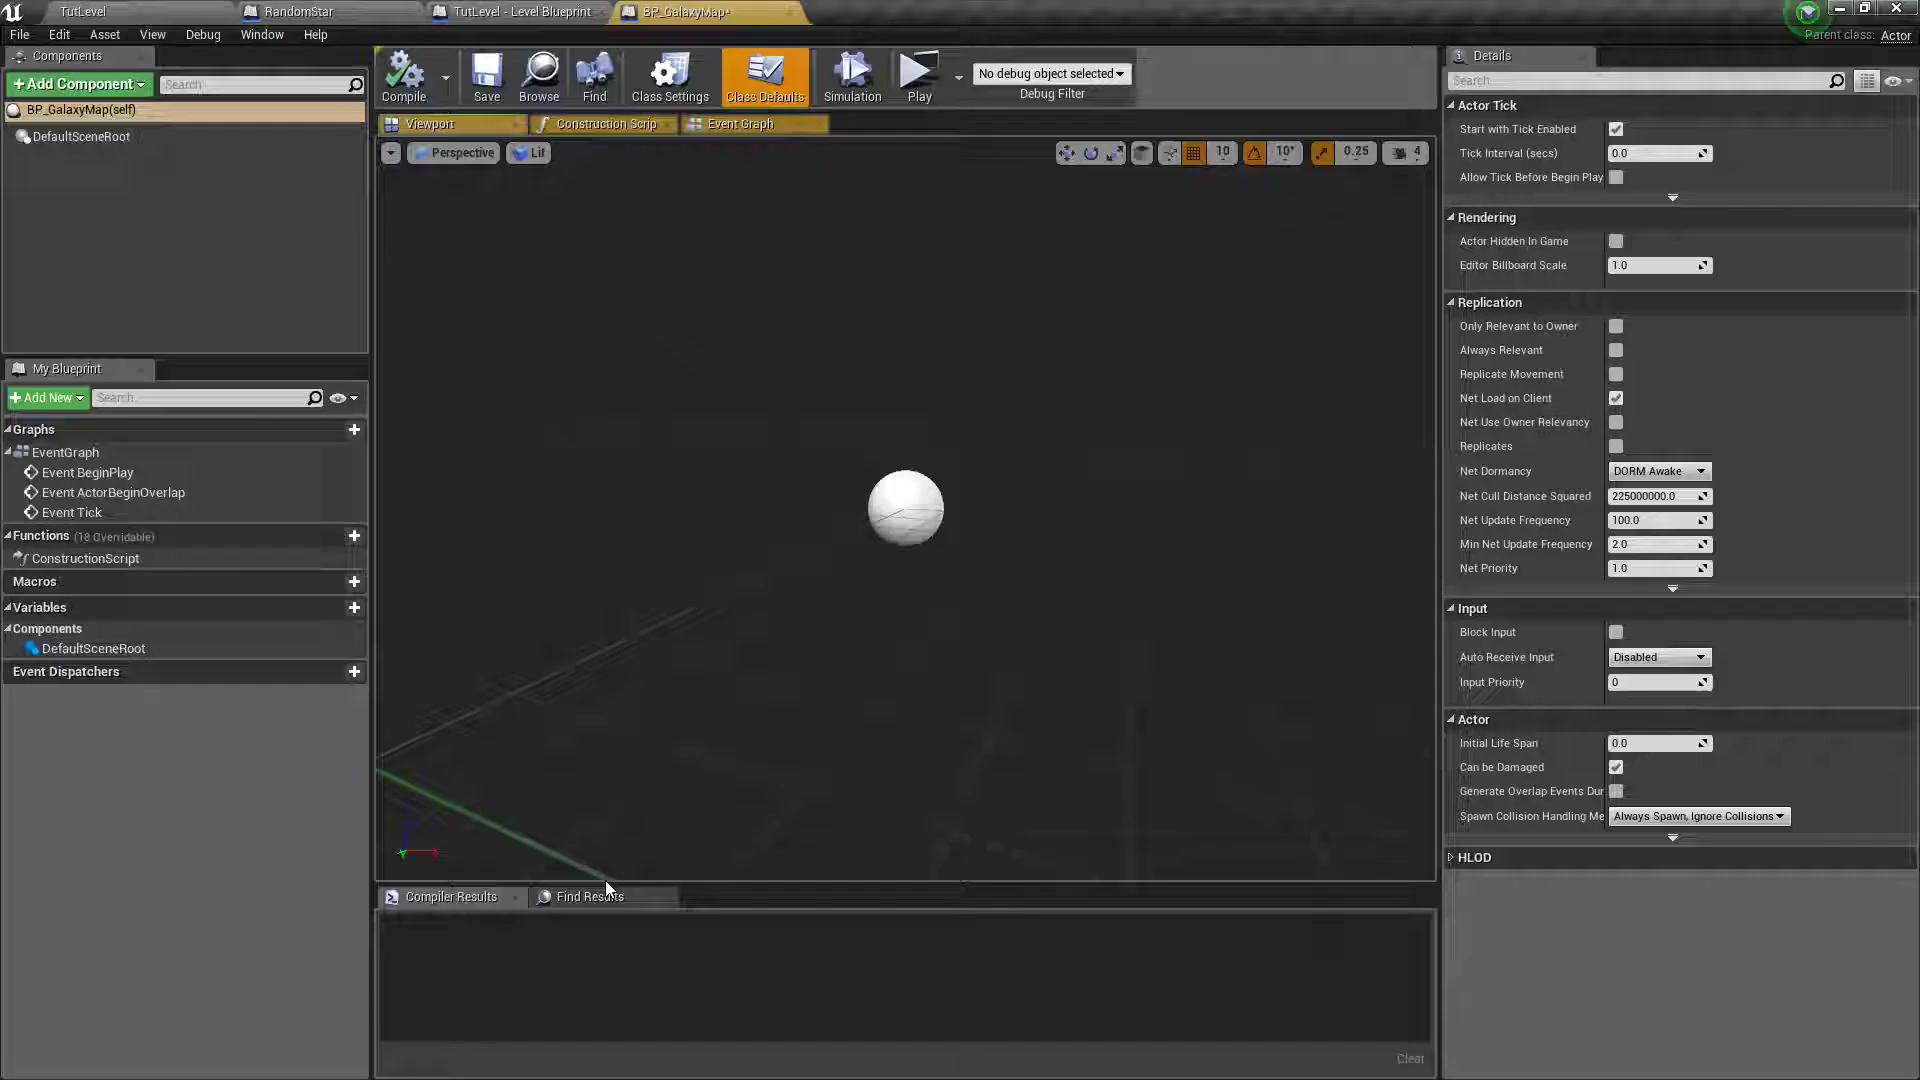 TutLevel
RandomStar
TutLevel - Level Blueprint
BP_GalaxyMap*
File
Edit
Asset
View
Debug
Window
Help
Parent class: Actor
Components
+Add Component
Search
BP_GalaxyMap(self)
DefaultSceneRoot
My Blueprint
+Add New
Search
Graphs
EventGraph
Event BeginPlay
Event ActorBeginOverlap
Event Tick
Functions (18 Overridable)
ConstructionScript
Macros
Variables
Components
DefaultSceneRoot
Event Dispatchers
Compile
Save
Browse
Find
Class Settings
Class Defaults
Simulation
Play
No debug object selected
Debug Filter
Viewport
Construction Scrip
Event Graph
Perspective
Lit
10
10°
0.25
4
Compiler Results
Find Results
Clear
Details
Search
Actor Tick
Start with Tick Enabled
Tick Interval (secs) 0.0
Allow Tick Before Begin Play
Rendering
Actor Hidden In Game
Editor Billboard Scale 1.0
Replication
Only Relevant to Owner
Always Relevant
Replicate Movement
Net Load on Client
Net Use Owner Relevancy
Replicates
Net Dormancy DORM Awake
Net Cull Distance Squared 225000000.0
Net Update Frequency 100.0
Min Net Update Frequency 2.0
Net Priority 1.0
Input
Block Input
Auto Receive Input Disabled
Input Priority 0
Actor
Initial Life Span 0.0
Can be Damaged
Generate Overlap Events Dur
Spawn Collision Handling Me Always Spawn, Ignore Collisions
HLOD